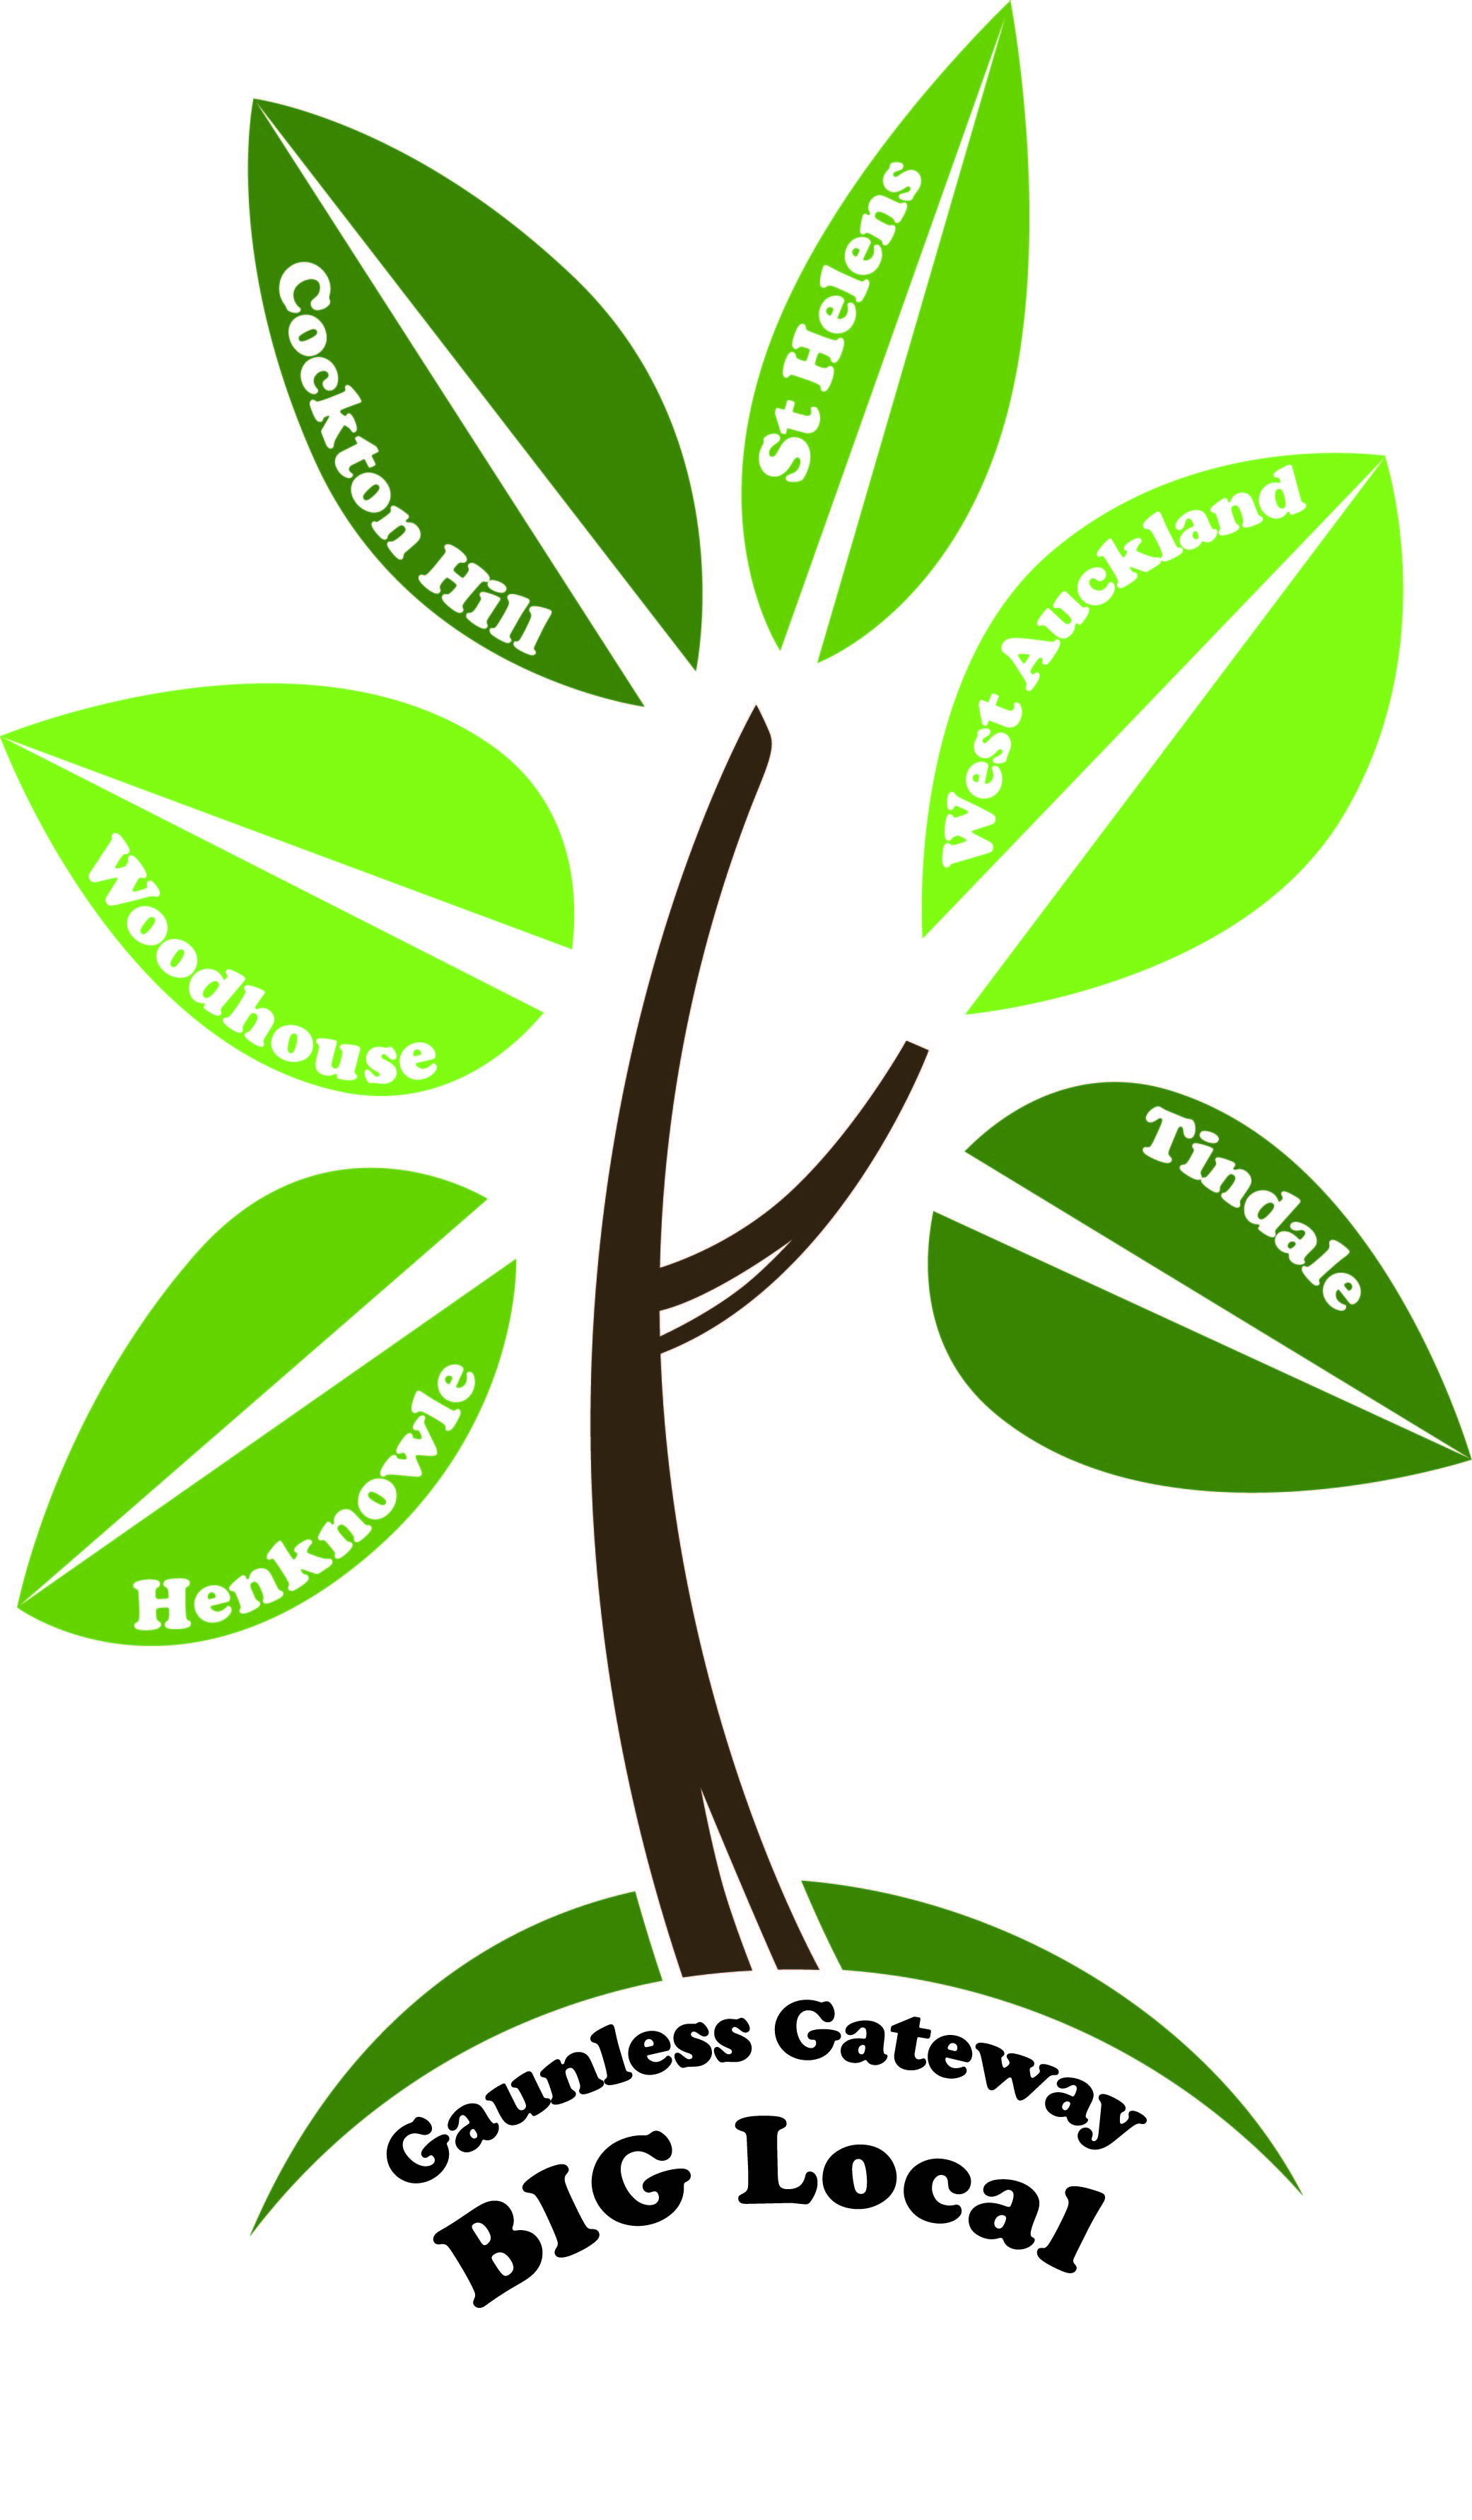 St Helens
Cockton Hill
West Auckland
Woodhouse
Tindale
Henknowle
Gaunless Gateway
BIG Local